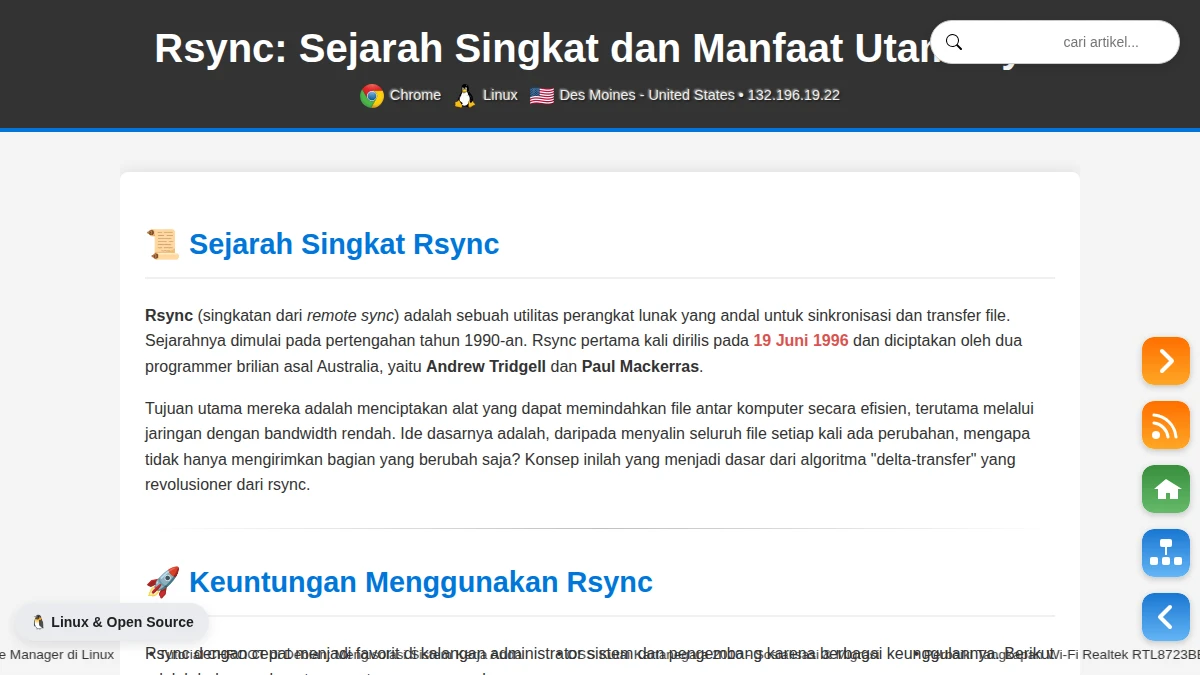 Rsync: Sejarah Singkat dan Manfaat
cari artikel...
Chrome Linux Des Moines - United States • 132.196.19.22
📜 Sejarah Singkat Rsync
Rsync (singkatan dari remote sync) adalah sebuah utilitas perangkat lunak yang andal untuk sinkronisasi dan transfer file.
Sejarahnya dimulai pada pertengahan tahun 1990-an. Rsync pertama kali dirilis pada 19 Juni 1996 dan diciptakan oleh dua
programmer brilian asal Australia, yaitu Andrew Tridgell dan Paul Mackerras.
Tujuan utama mereka adalah menciptakan alat yang dapat memindahkan file antar komputer secara efisien, terutama melalui
jaringan dengan bandwidth rendah. Ide dasarnya adalah, daripada menyalin seluruh file setiap kali ada perubahan, mengapa
tidak hanya mengirimkan bagian yang berubah saja? Konsep inilah yang menjadi dasar dari algoritma "delta-transfer" yang
revolusioner dari rsync.
🚀 Keuntungan Menggunakan Rsync
🐧 Linux & Open Source
Rsync dengan cepat menjadi favorit di kalangan administrator sistem dan pengembang karena berbagai keunggulannya. Berikut
e Manager di Linux
Wi-Fi Realtek RTL8723BE